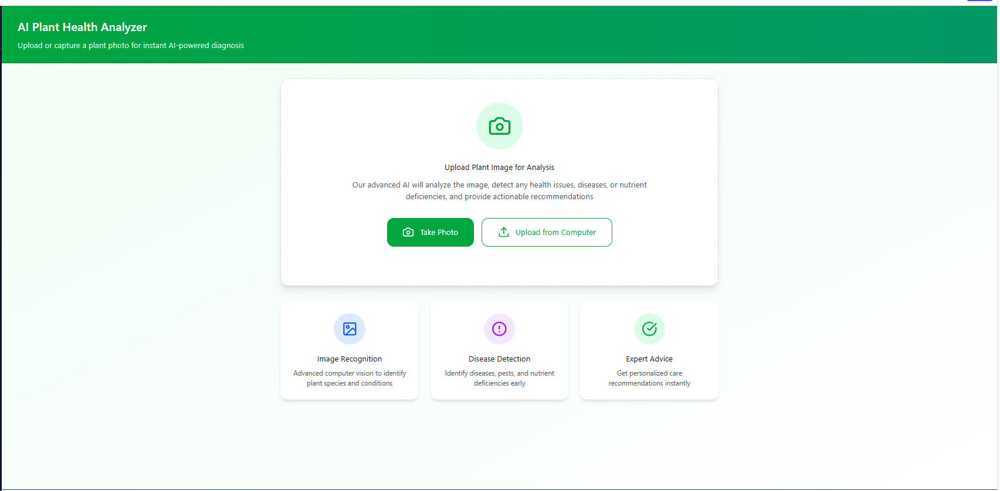 AI Plant Health Analyzer
Upload or capture a plant photo for instant AI-powered diagnosis
Upload Plant Image for Analysis
Our advanced AI will analyze the image, detect any health issues, diseases, or nutrient
deficiencies, and provide actionable recommendations
Take Photo
Upload from Computer
Image Recognition
Advanced computer vision to identify
plant species and conditions
Disease Detection
Identify diseases, pests, and nutrient
deficiencies early
Expert Advice
Get personalized care
recommendations instantly